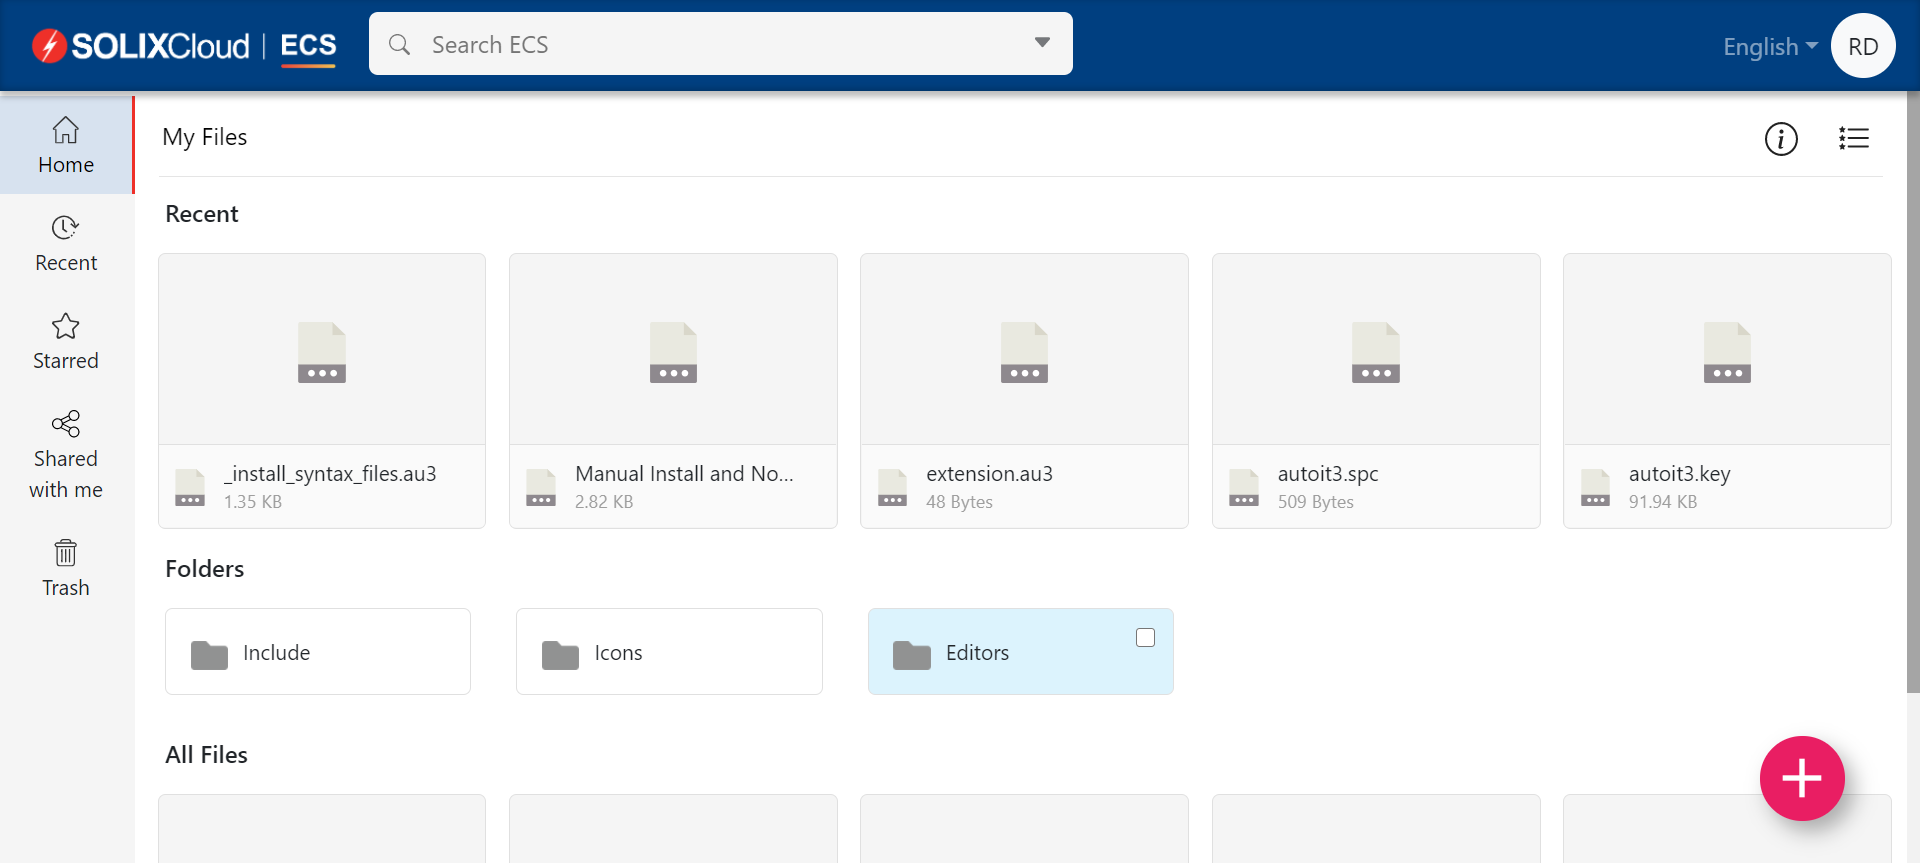 SOLIXCloud | ECS
Search ECS
English
RD
Home
Recent
Starred
Shared
with me
Trash
My Files
Recent
_install_syntax_files.au3
1.35 KB
Manual Install and No...
2.82 KB
extension.au3
48 Bytes
autoit3.spc
509 Bytes
autoit3.key
91.94 KB
Folders
Include
Icons
Editors
All Files